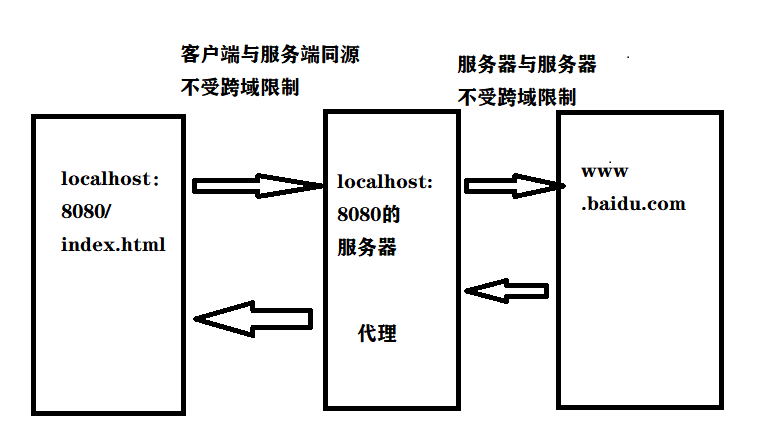 客户端与服务端同源
不受跨域限制
服务器与服务器
不受跨域限制
localhost:
8080/
index.html
localhost:
8080的
服务器
代理
www
.baidu.com